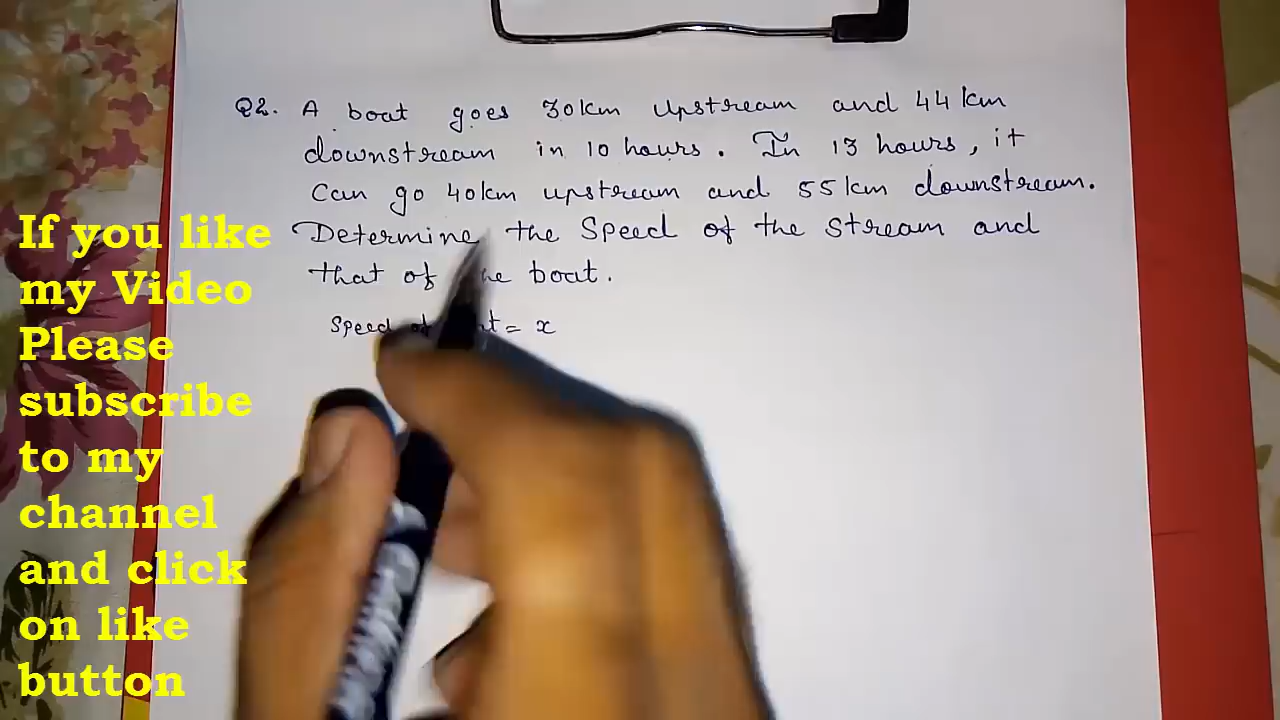 Q2. A boat goes 30km upstream and 44 km
downstream in 10 hours. In 13 hours, it
Can go 40km upstream and 55km downstream.
Determine the Speed of the stream and
that of the boat.
Speed = x
If you like
my Video
Please
subscribe
to my
channel
and click
on like
button